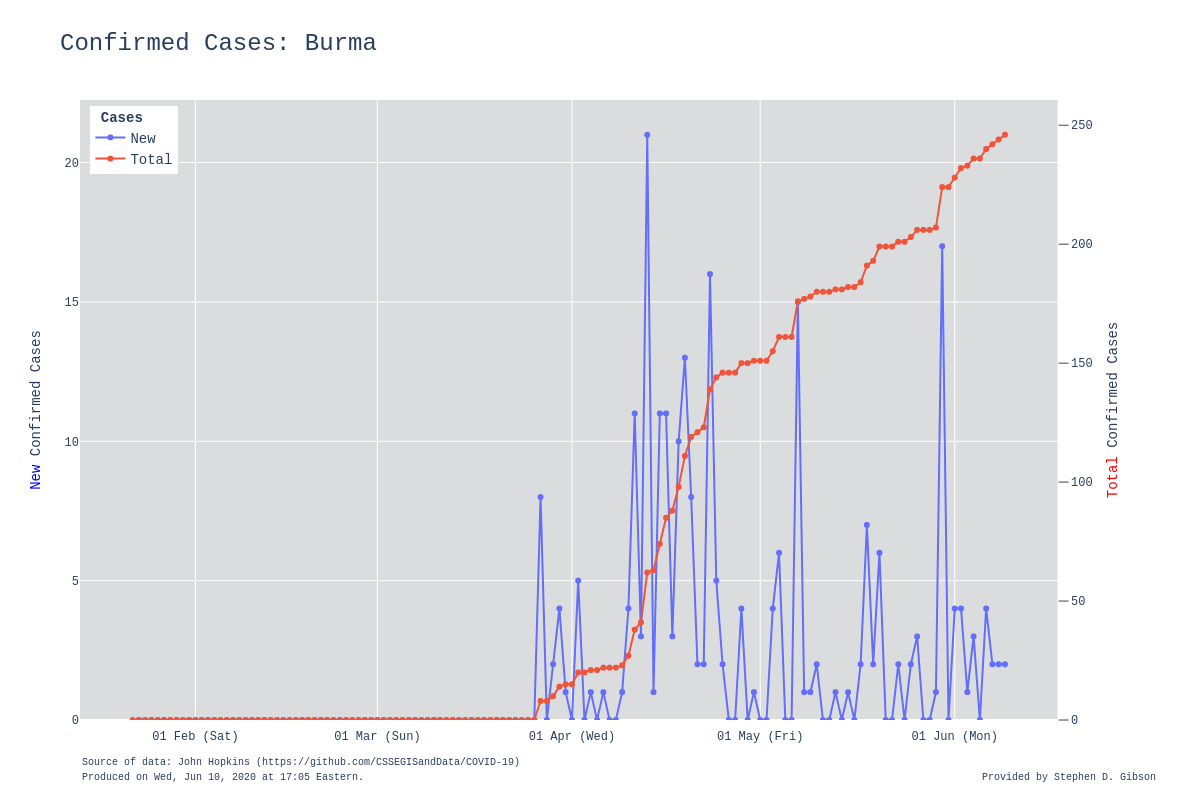 Confirmed Cases: Burma
Cases
New
Total
20
15
10
5
0
250
200
150
100
50
0
New Confirmed Cases
Total Confirmed Cases
01 Feb (Sat)
01 Mar (Sun)
01 Apr (Wed)
01 May (Fri)
01 Jun (Mon)
Source of data: John Hopkins (https://github.com/CSSEGISandData/COVID-19)
Produced on Wed, Jun 10, 2020 at 17:05 Eastern.
Provided by Stephen D. Gibson